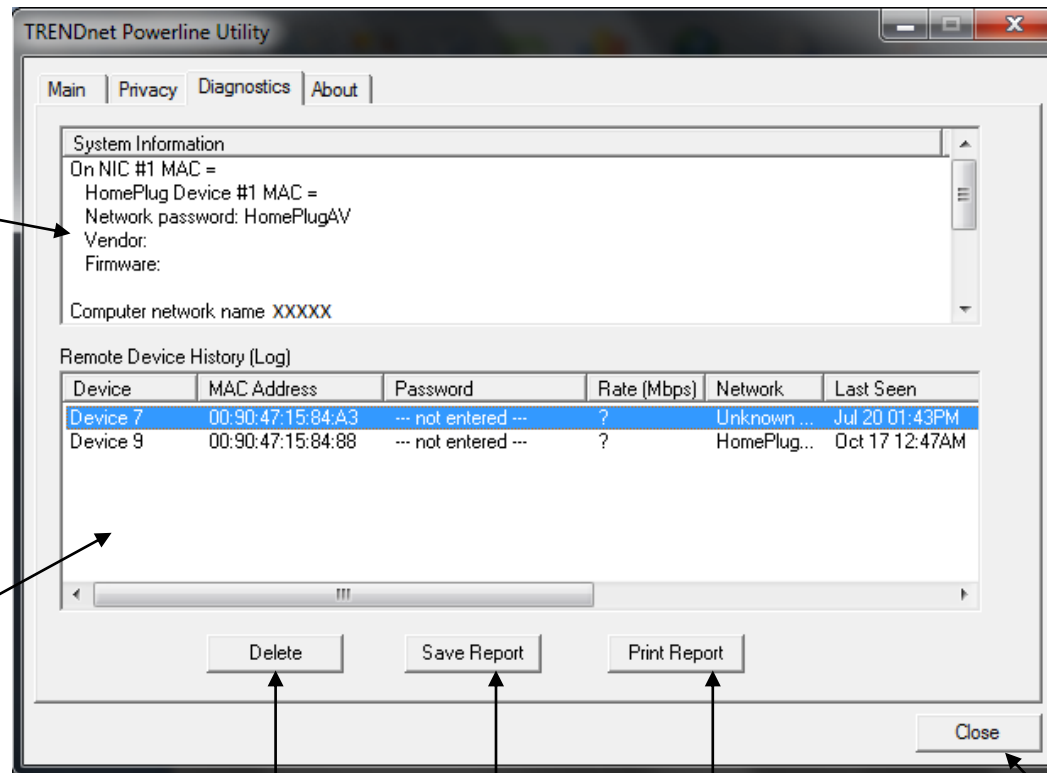 TRENDnet Powerline Utility
Main Privacy Diagnostics About
System Information
On NIC #1 MAC =
HomePlug Device #1 MAC =
Network password: HomePlugAV
Vendor:
Firmware:
Computer network name XXXXX
Remote Device History (Log)
Device MAC Address Password Rate (Mbps) Network Last Seen
Device 7 00:90:47:15:84:A3 --- not entered --- ? Unknown ... Jul 20 01:43PM
Device 9 00:90:47:15:84:88 --- not entered --- ? HomePlug... Oct 17 12:47AM
Delete Save Report Print Report
Close